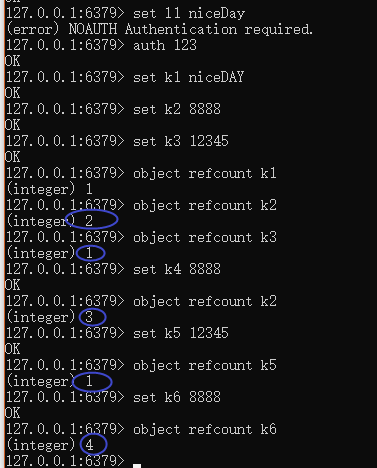 127.0.0.1:6379> set l1 niceDay
(error) NOAUTH Authentication required.
127.0.0.1:6379> auth 123
OK
127.0.0.1:6379> set k1 niceDAY
OK
127.0.0.1:6379> set k2 8888
OK
127.0.0.1:6379> set k3 12345
OK
127.0.0.1:6379> object refcount k1
(integer) 1
127.0.0.1:6379> object refcount k2
(integer) 2
127.0.0.1:6379> object refcount k3
(integer) 1
127.0.0.1:6379> set k4 8888
OK
127.0.0.1:6379> object refcount k2
(integer) 3
127.0.0.1:6379> set k5 12345
OK
127.0.0.1:6379> object refcount k5
(integer) 1
127.0.0.1:6379> set k6 8888
OK
127.0.0.1:6379> object refcount k6
(integer) 4
127.0.0.1:6379>